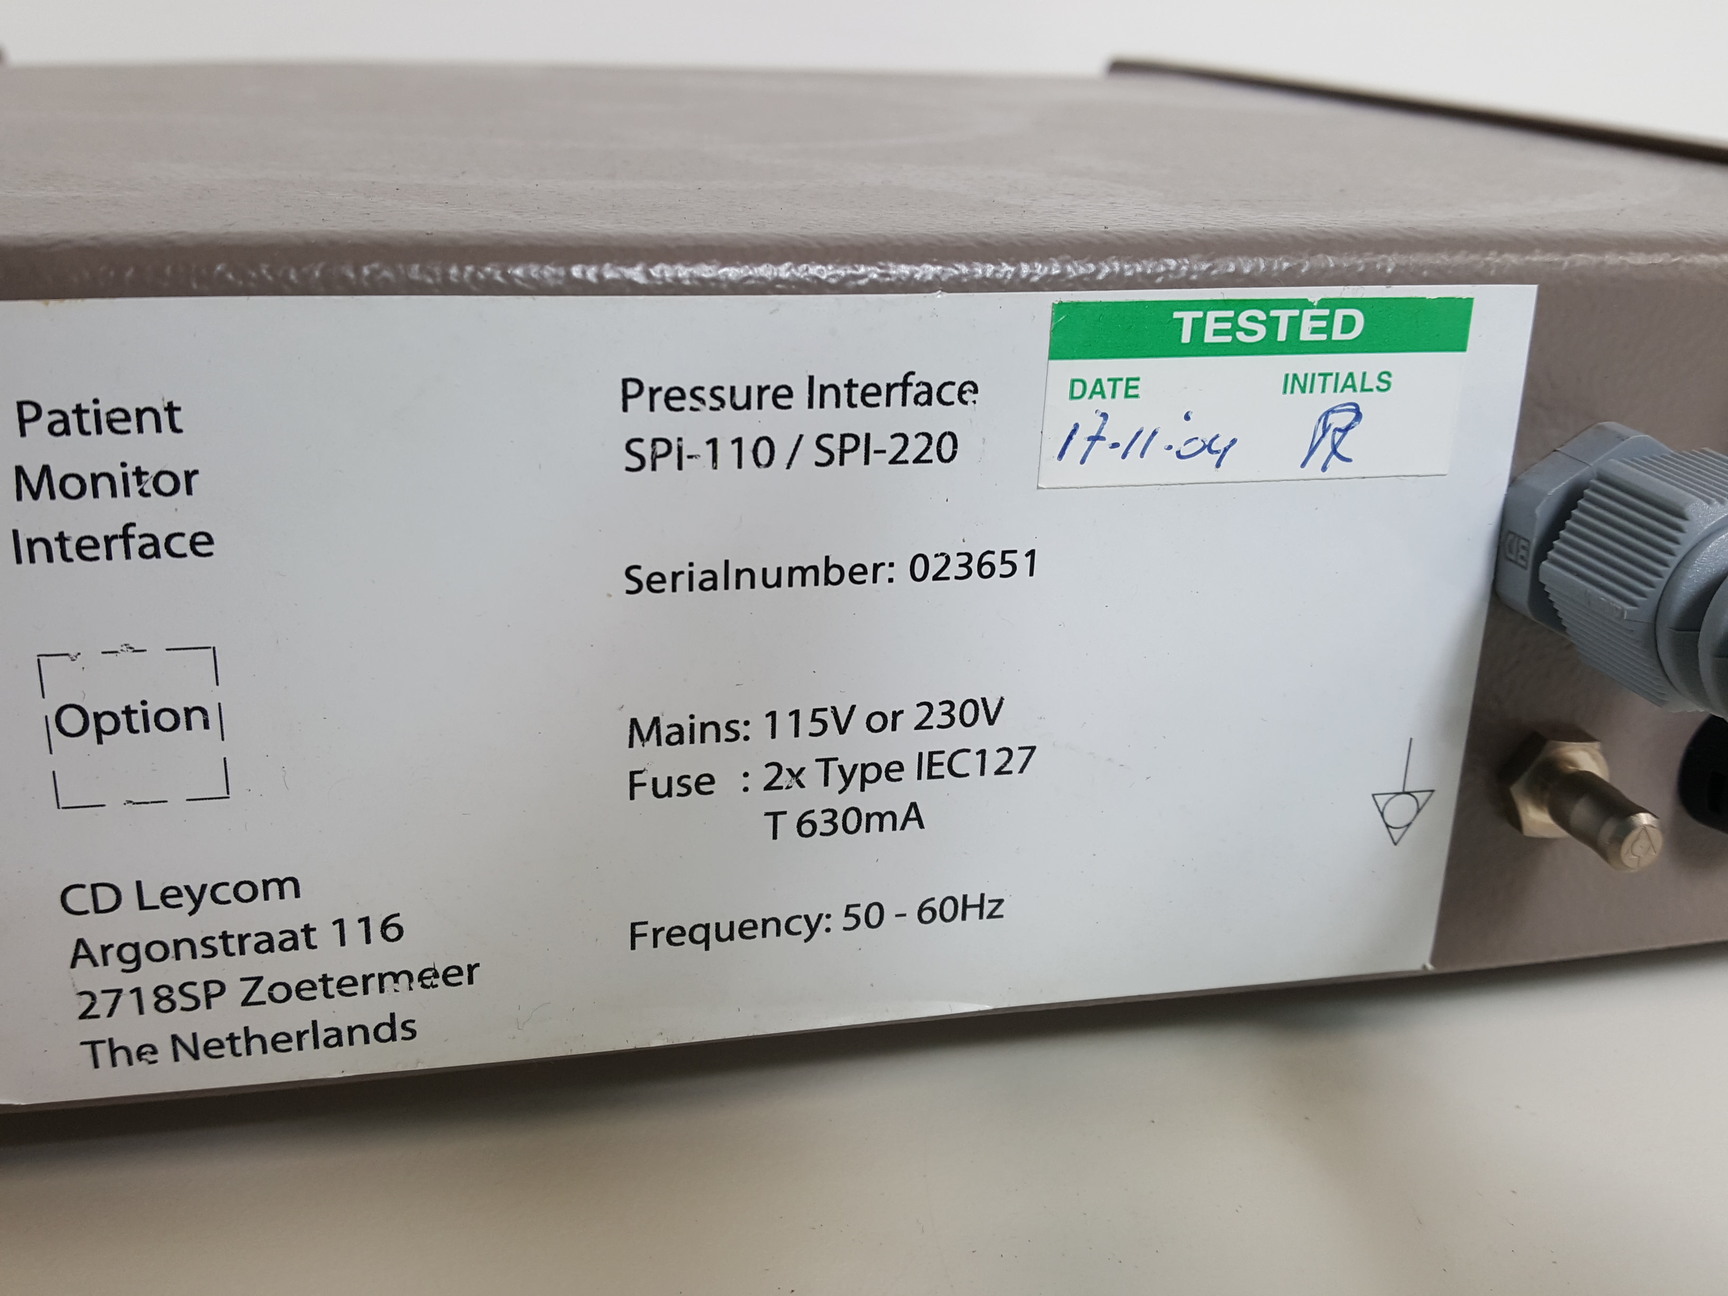 Patient
Monitor
Interface
Option
CD Leycom
Argonstraat 116
2718SP Zoetermeer
The Netherlands
Pressure Interface
SPi-110 / SPI-220
Serialnumber: 023651
Mains: 115V or 230V
Fuse : 2x Type IEC127
T 630mA
Frequency: 50 - 60Hz
TESTED
DATE INITIALS
17-11-04